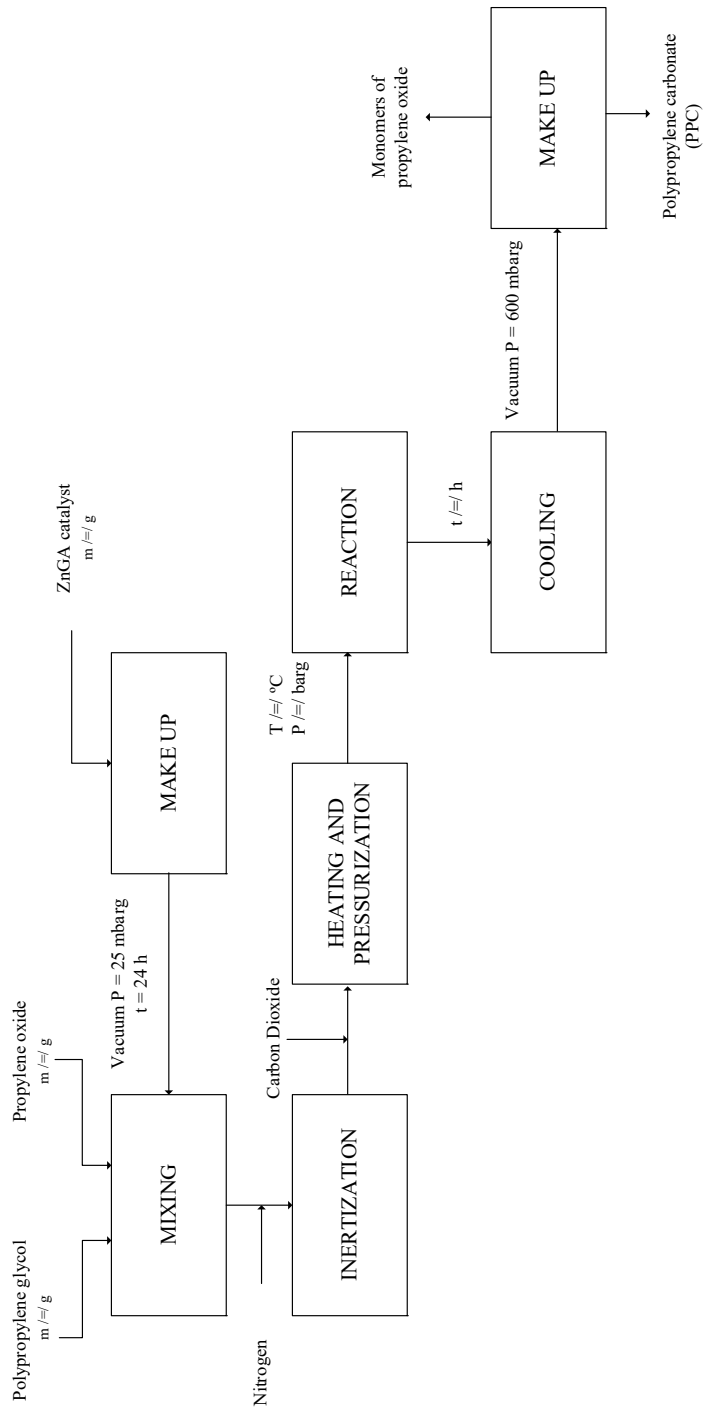 Polypropylene glycol
m /=/ g
Propylene oxide
m /=/ g
ZnGA catalyst
m /=/ g
MIXING
Vacuum P = 25 mbarg
t = 24 h
MAKE UP
Nitrogen
INERTIZATION
Carbon Dioxide
HEATING AND
PRESSURIZATION
T /=/ ºC
P /=/ barg
REACTION
t /=/ h
COOLING
Vacuum P = 600 mbarg
Monomers of
propylene oxide
MAKE UP
Polypropylene carbonate
(PPC)